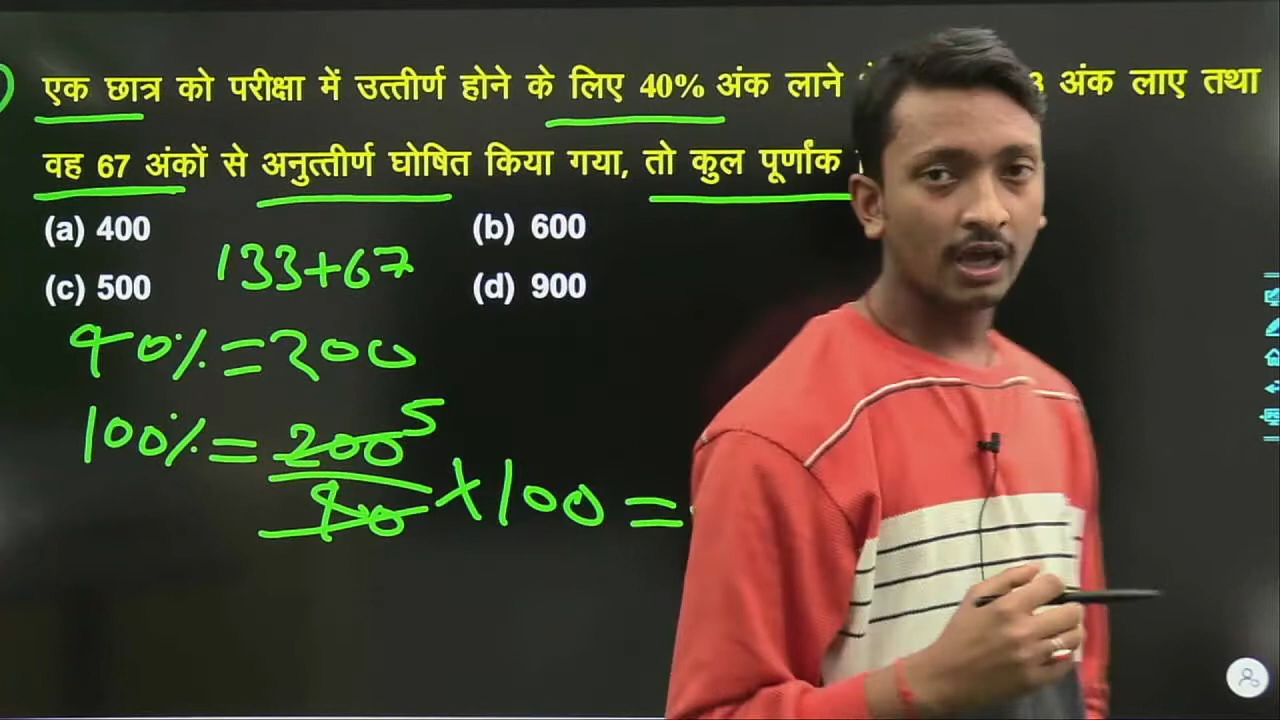 एक छात्र को परीक्षा में उत्तीर्ण होने के लिए 40% अंक लाने 3 अंक लाए तथा
वह 67 अंकों से अनुत्तीर्ण घोषित किया गया, तो कुल पूर्णांक
(a) 400 (b) 600
(c) 500 (d) 900
133+67
40% = 200
100% = 200 5
40 × 100 =